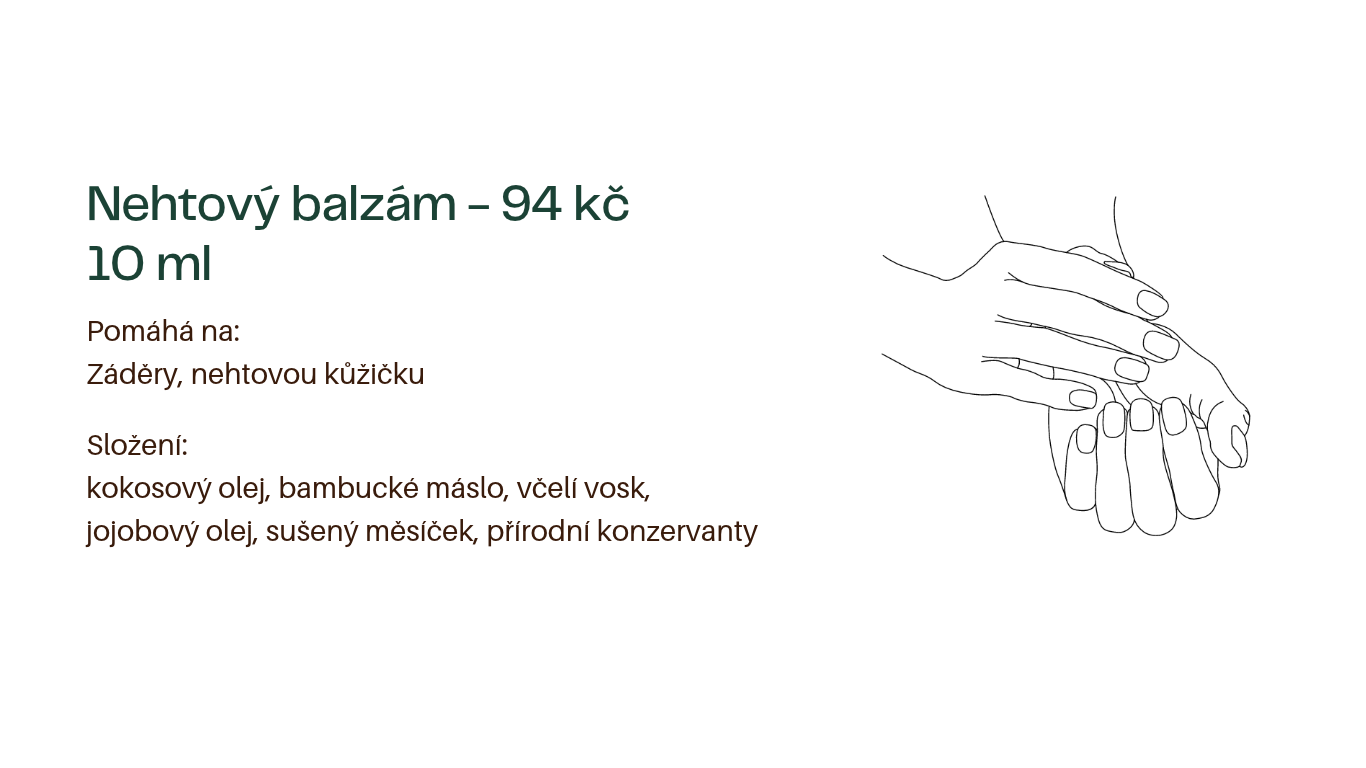 Nehtový balzám – 94 kč
10 ml
Pomáhá na:
Záděry, nehtovou kůžičku
Složení:
kokosový olej, bambucké máslo, včelí vosk,
jojobový olej, sušený měsíček, přírodní konzervanty